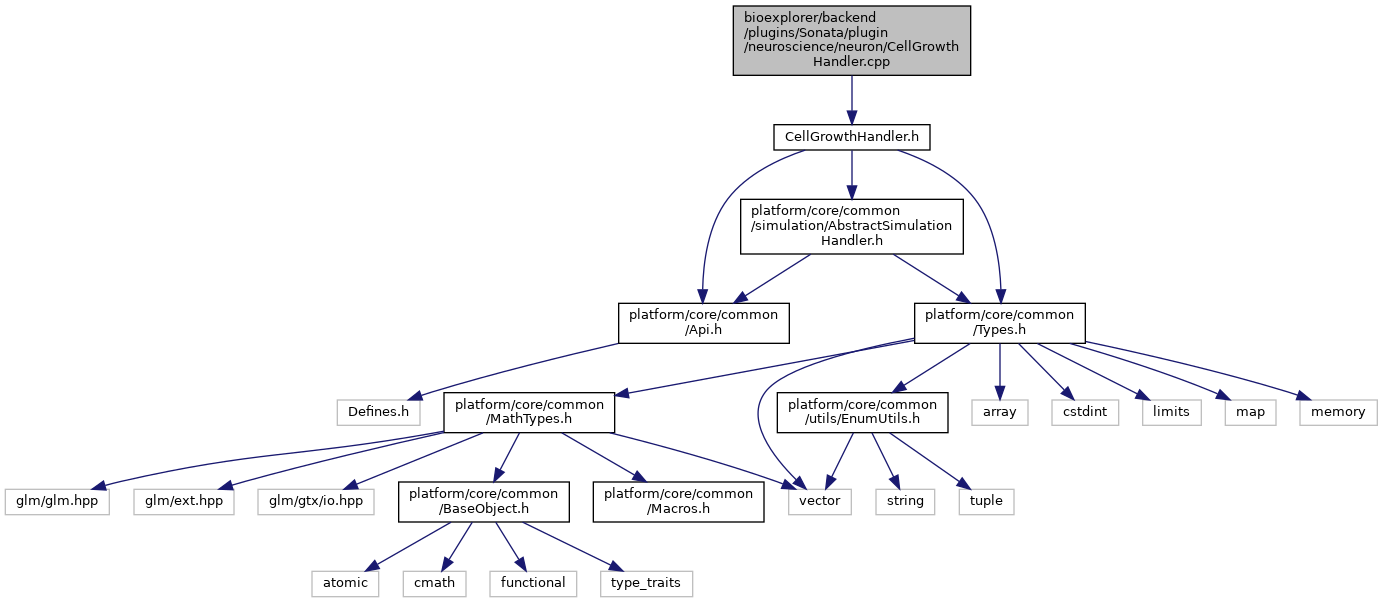 bioexplorer/backend
/plugins/Sonata/plugin
/neuroscience/neuron/CellGrowth
Handler.cpp
CellGrowthHandler.h
platform/core/common
/simulation/AbstractSimulation
Handler.h
platform/core/common
/Api.h
platform/core/common
/Types.h
Defines.h
platform/core/common
/MathTypes.h
platform/core/common
/utils/EnumUtils.h
array
cstdint
limits
map
memory
glm/glm.hpp
glm/ext.hpp
glm/gtx/io.hpp
platform/core/common
/BaseObject.h
platform/core/common
/Macros.h
vector
string
tuple
atomic
cmath
functional
type_traits